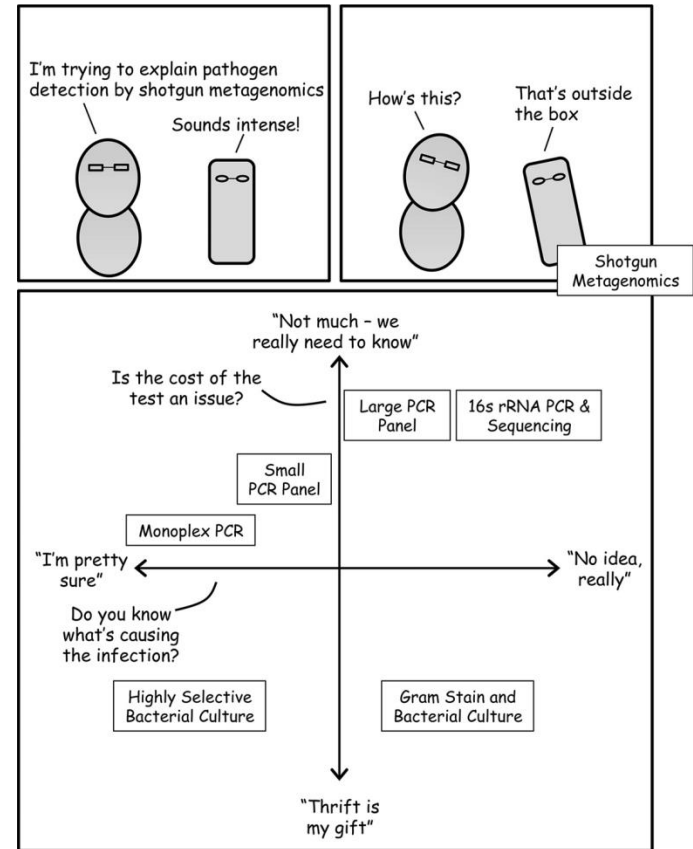 I'm trying to explain pathogen
detection by shotgun metagenomics
Sounds intense!
How's this?
That's outside
the box
Shotgun
Metagenomics
"Not much – we
really need to know"
Is the cost of the
test an issue?
Large PCR
Panel
16s rRNA PCR &
Sequencing
Small
PCR Panel
Monoplex PCR
"I'm pretty
sure"
"No idea,
really"
Do you know
what's causing
the infection?
Highly Selective
Bacterial Culture
Gram Stain and
Bacterial Culture
"Thrift is
my gift"